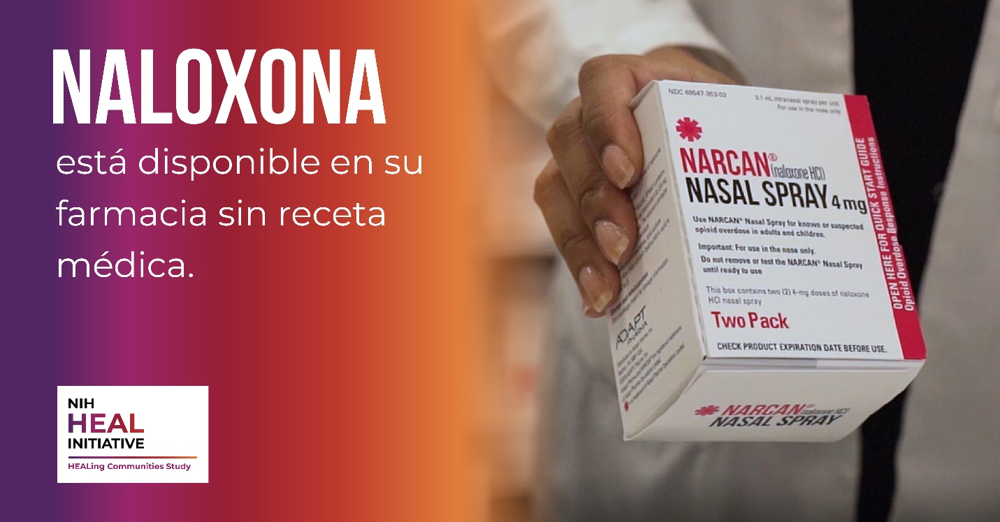 NALOXONA
está disponible en su
farmacia sin receta
médica.
NIH
HEAL
INITIATIVE
HEALing Communities Study
NDC 69547-353-02
0.1 mL intranasal spray per unit
For use in the nose only
NARCAN® (naloxone HCl)
NASAL SPRAY 4 mg
Use NARCAN® Nasal Spray for known or suspected
opioid overdose in adults and children.
Important: For use in the nose only.
Do not remove or test the NARCAN® Nasal Spray
until ready to use
This box contains two (2) 4-mg doses of naloxone
HCl nasal spray
Two Pack
CHECK PRODUCT EXPIRATION DATE BEFORE USE.
OPEN HERE FOR QUICK START GUIDE
Opioid Overdose Response Instructions
ADAPT
PHARMA
NARCAN® (naloxone HCl)
NASAL SPRAY